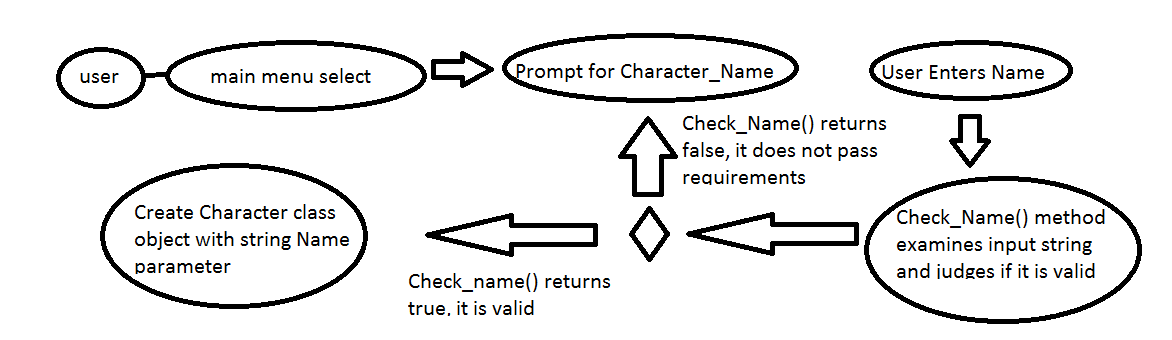 user
main menu select
Prompt for Character_Name
User Enters Name
Check_Name() returns
false, it does not pass
requirements
Check_Name() method
examines input string
and judges if it is valid
Create Character class
object with string Name
parameter
Check_name() returns
true, it is valid